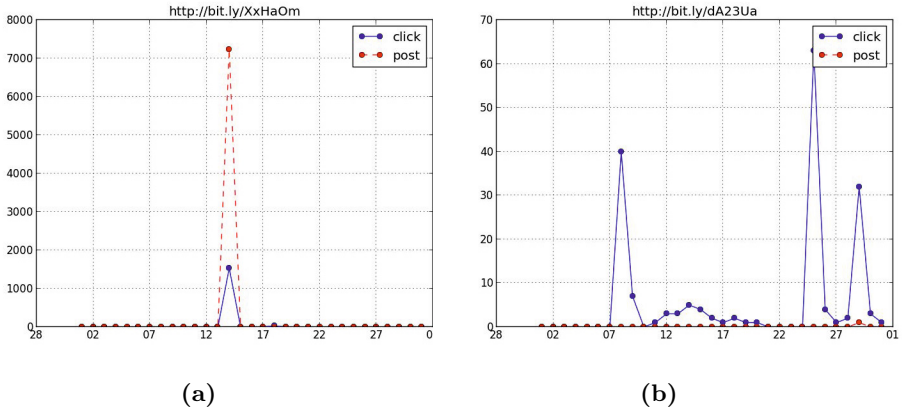 http://bit.ly/XxHaOm
8000
7000
6000
5000
4000
3000
2000
1000
0
28 02 07 12 17 22 27 0
click
post
(a)
http://bit.ly/dA23Ua
70
60
50
40
30
20
10
0
28 02 07 12 17 22 27 01
click
post
(b)